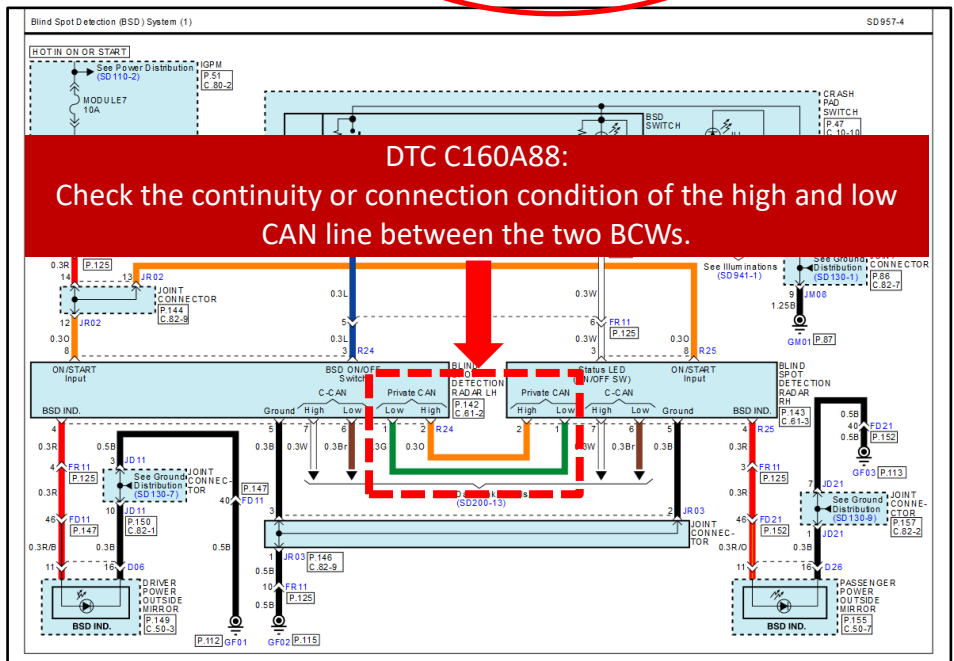 Blind Spot Detection (BSD) System (1)
SD957-4
HOT IN ON OR START
See Power Distribution
(SD110-2)
MODULE7
10A
IGPM
P.51
C.80-2
BSD
SWITCH
CRASH
PAD
SWITCH
P.47
C.10-10
DTC C160A88:
Check the continuity or connection condition of the high and low
CAN line between the two BCWs.
0.3R
P.125
14
13 JR02
JOINT
CONNECTOR
P.144
C.82-9
12 JR02
0.3O
8
0.3L
5
0.3L
3 R24
0.3W
6 FR11
P.125
0.3W
3
0.3O
8 R25
See Illuminations
(SD941-1)
See Ground
Distribution
(SD130-1)
CONNECTOR
P.86
C.82-7
9 JM08
1.25B
GM01 P.87
ON/START
Input
BSD ON/OFF
Switch
C-CAN
Private CAN
BSD IND.
Ground High Low
Low High
BLIND
SPOT
DETECTION
RADAR LH
P.142
C.61-2
Status LED
(ON/OFF SW)
ON/START
Input
Private CAN
C-CAN
High Low
High Low Ground
BSD IND.
BLIND
SPOT
DETECTION
RADAR
RH
P.143
C.61-3
4
5 7 6 1 2 R24
2 1 7 6 5
4 R25
0.3R
0.3B 0.3W 0.3Br 0.3G 0.3O
0.3W 0.3Br 0.3B
0.3R
3 FR11
P.125
0.3R
46 FD11
P.147
0.3R/B
11
0.5B
3 JD11
See Ground
Distribution
(SD130-7)
JOINT
CONNEC-
TOR
10 JD11
P.150
C.82-1
0.3B
16 D06
P.147
40 FD11
0.5B
(SD200-13)
3
2 JR03
JOINT
CONNEC-
TOR
1 JR03
P.146
C.82-9
0.5B
10 FR11
P.125
0.5B
3 FR11
P.125
0.3R
46 FD21
P.152
0.3R/O
11
0.5B
40 FD21
0.5B
P.152
GF03 P.113
7 JD21
See Ground
Distribution
(SD130-9)
JOINT
CONNE-
CTOR
P.157
C.82-2
1 JD21
0.3B
16 D26
DRIVER
POWER
OUTSIDE
MIRROR
P.149
C.50-3
BSD IND.
P.112 GF01
GF02 P.115
PASSENGER
POWER
OUTSIDE
MIRROR
P.155
C.50-7
BSD IND.